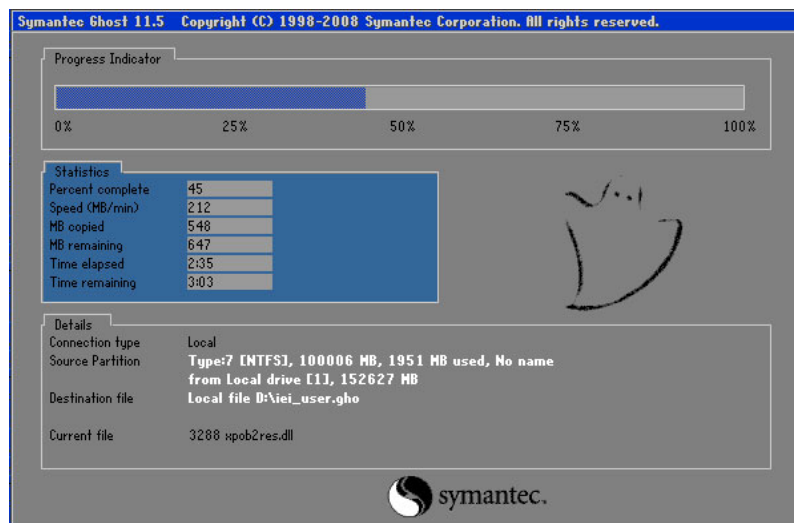 Symantec Ghost 11.5 Copyright (C) 1998-2008 Symantec Corporation. All rights reserved.
Progress Indicator
0% 25% 50% 75% 100%
Statistics
Percent complete 45
Speed (MB/min) 212
MB copied 548
MB remaining 647
Time elapsed 2:35
Time remaining 3:03
Details
Connection type Local
Source Partition Type:7 [NTFS], 100006 MB, 1951 MB used, No name
from Local drive [1], 152627 MB
Destination file Local file D:\iei_user.gho
Current file 3288 xpob2res.dll
symantec.